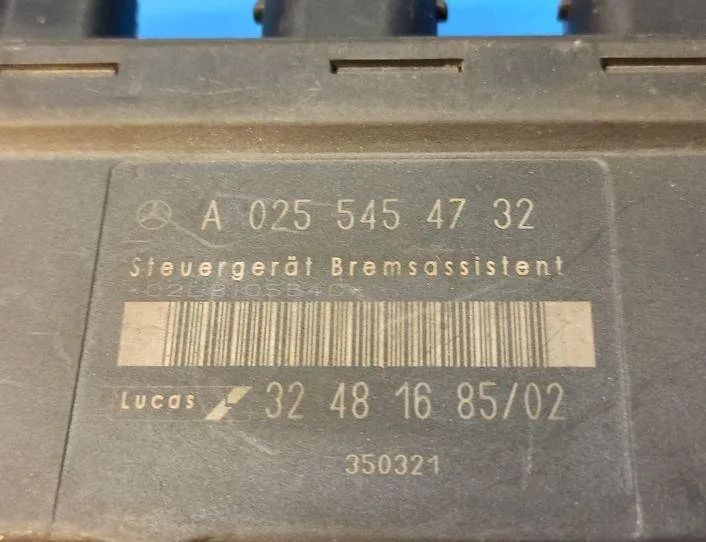 A 025 545 47 32
Steuergerät Bremsassistent
Lucas 32 48 16 85/02
350321